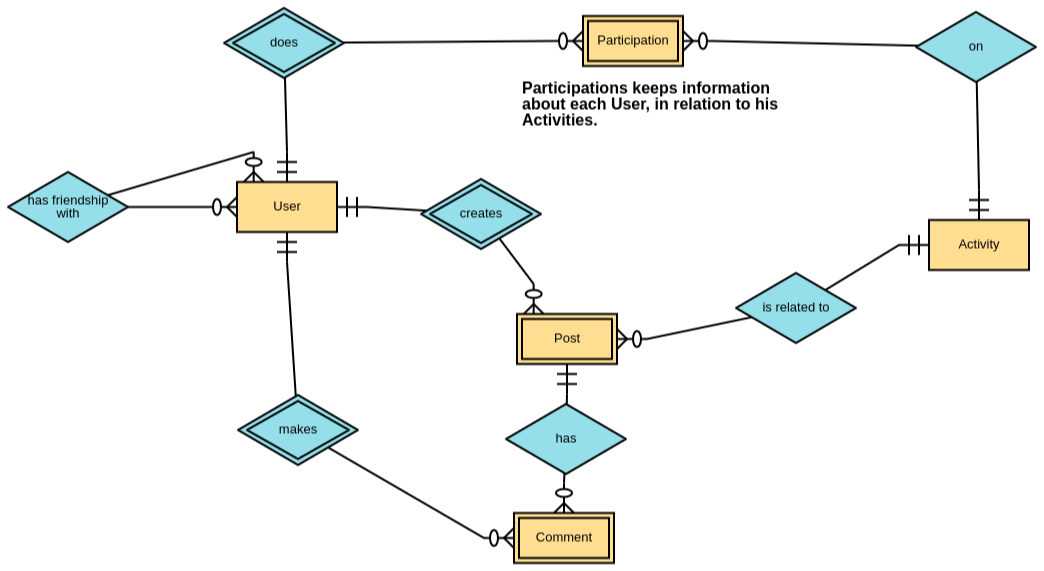 does
Participation
on
Participations keeps information
about each User, in relation to his
Activities.
has friendship
with
User
creates
Activity
is related to
Post
makes
has
Comment